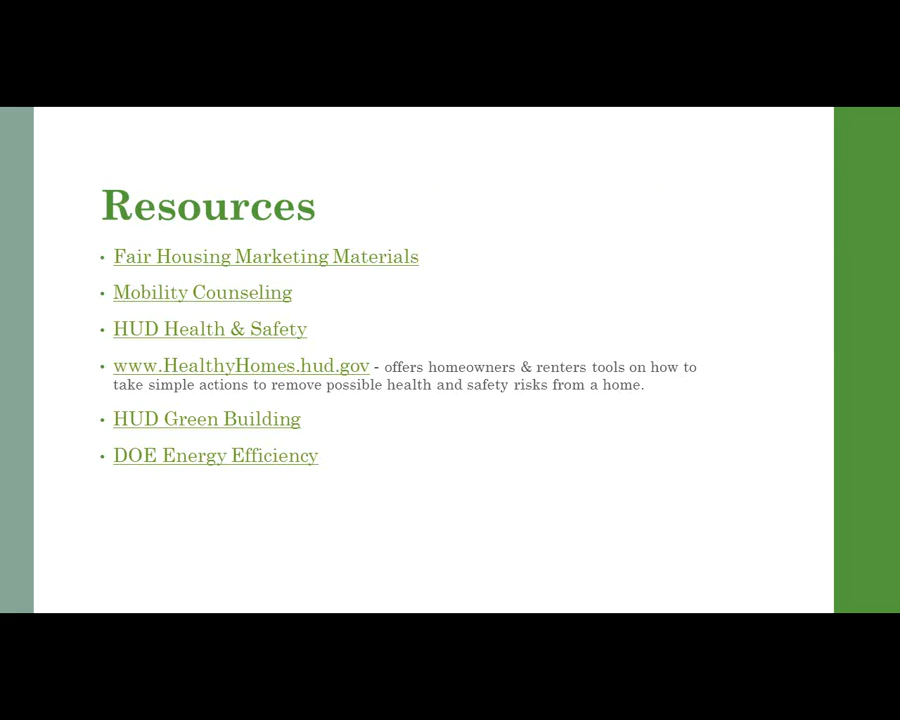 Resources
• Fair Housing Marketing Materials
• Mobility Counseling
• HUD Health & Safety
• www.HealthyHomes.hud.gov - offers homeowners & renters tools on how to
take simple actions to remove possible health and safety risks from a home.
• HUD Green Building
• DOE Energy Efficiency